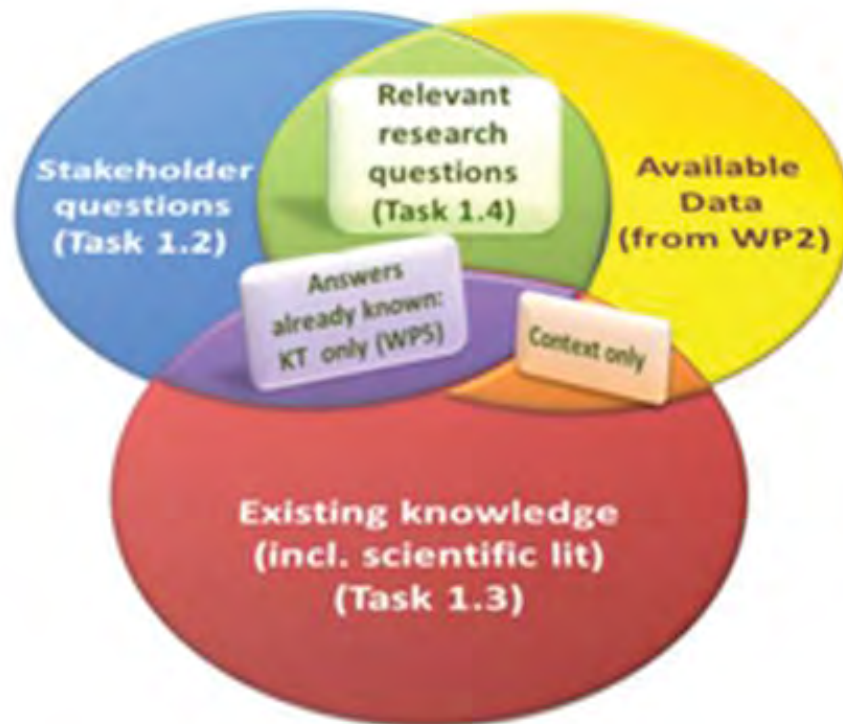 Relevant
research
questions
(Task 1.4)
Stakeholder
questions
(Task 1.2)
Available
Data
(from WP2)
Answers
already known:
KT only (WP5)
Context only
Existing knowledge
(incl. scientific lit)
(Task 1.3)